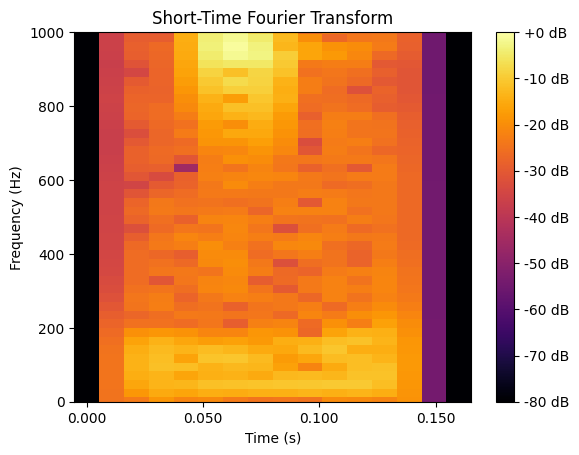 Short-Time Fourier Transform
Frequency (Hz)
1000
800
600
400
200
0
0.000
0.050
0.100
0.150
Time (s)
+0 dB
-10 dB
-20 dB
-30 dB
-40 dB
-50 dB
-60 dB
-70 dB
-80 dB